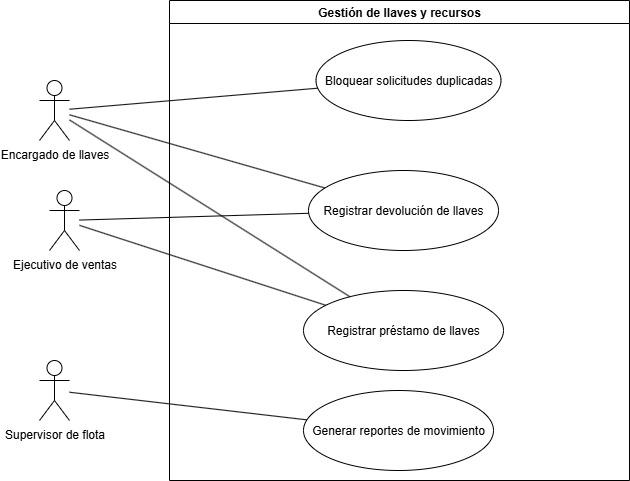 Gestión de llaves y recursos
Bloquear solicitudes duplicadas
Encargado de llaves
Registrar devolución de llaves
Ejecutivo de ventas
Registrar préstamo de llaves
Generar reportes de movimiento
Supervisor de flota